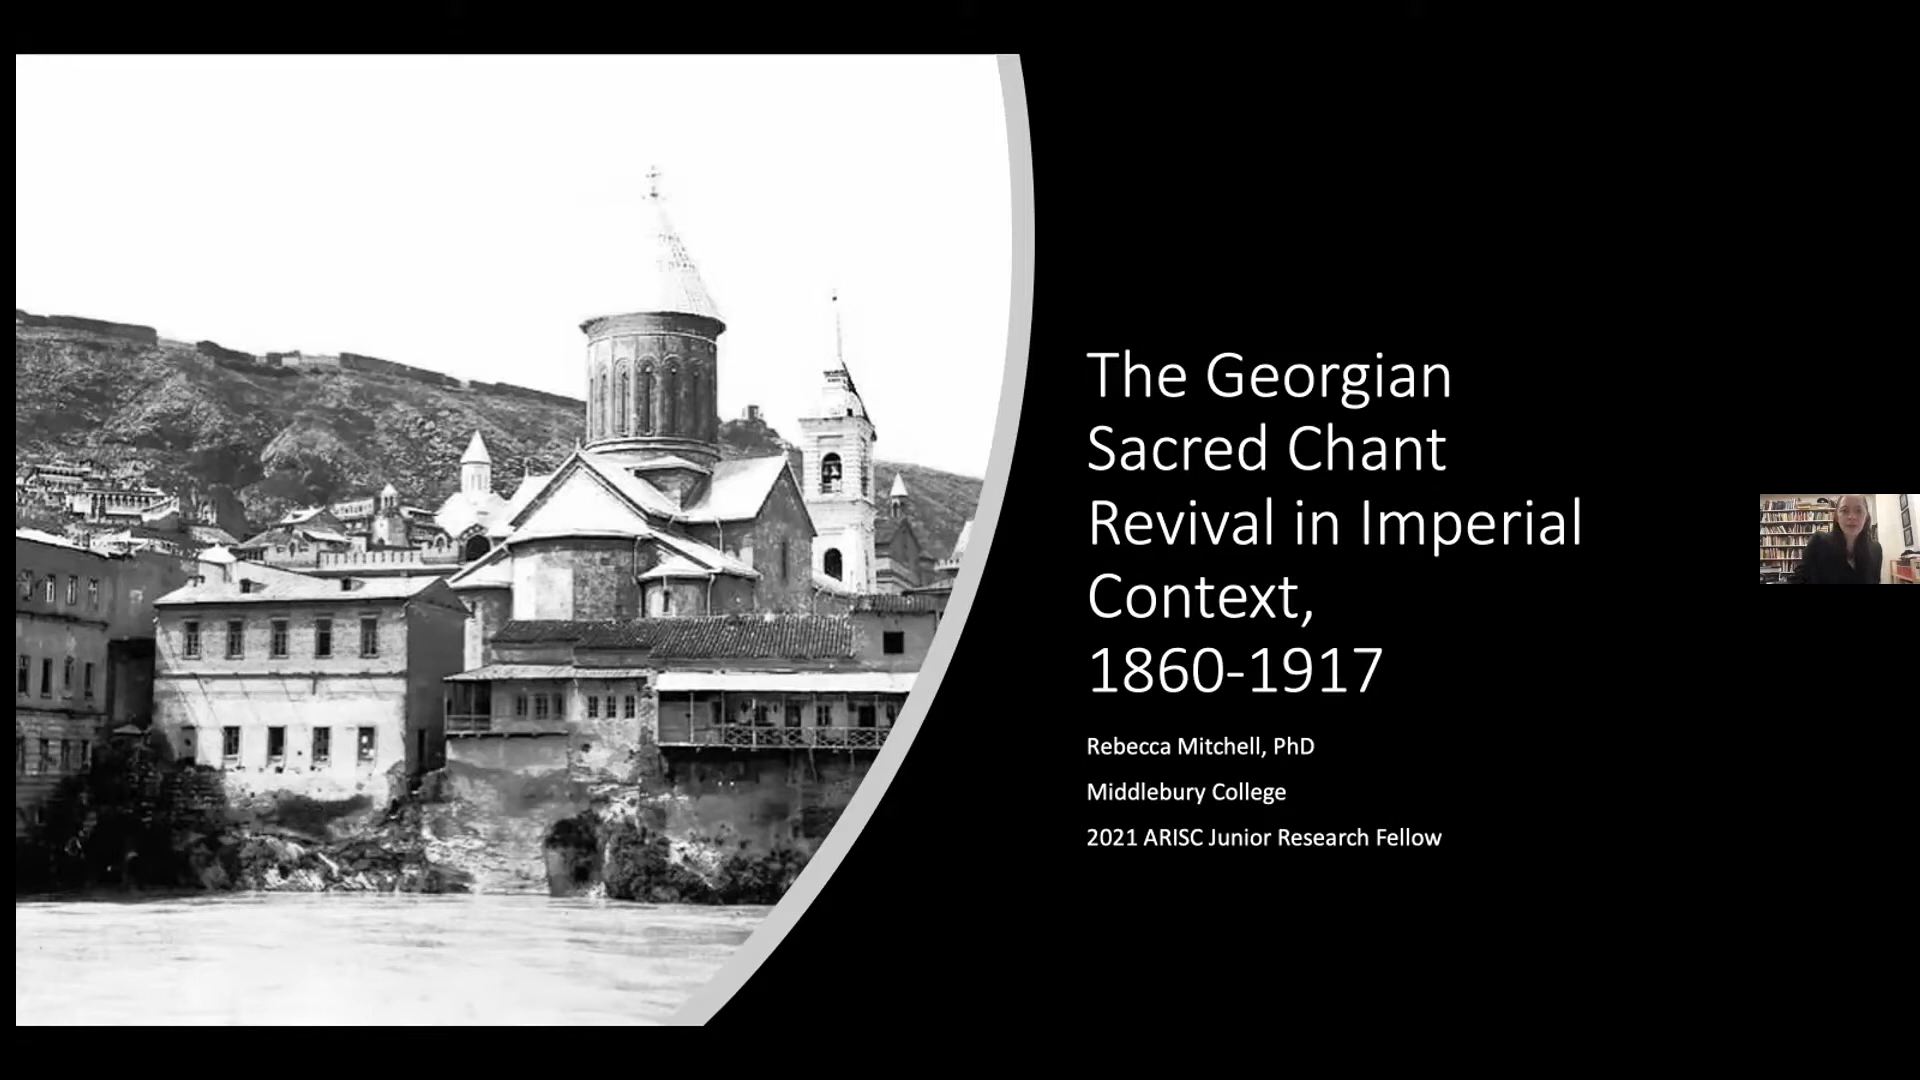 The Georgian
Sacred Chant
Revival in Imperial
Context,
1860-1917
Rebecca Mitchell, PhD
Middlebury College
2021 ARISC Junior Research Fellow